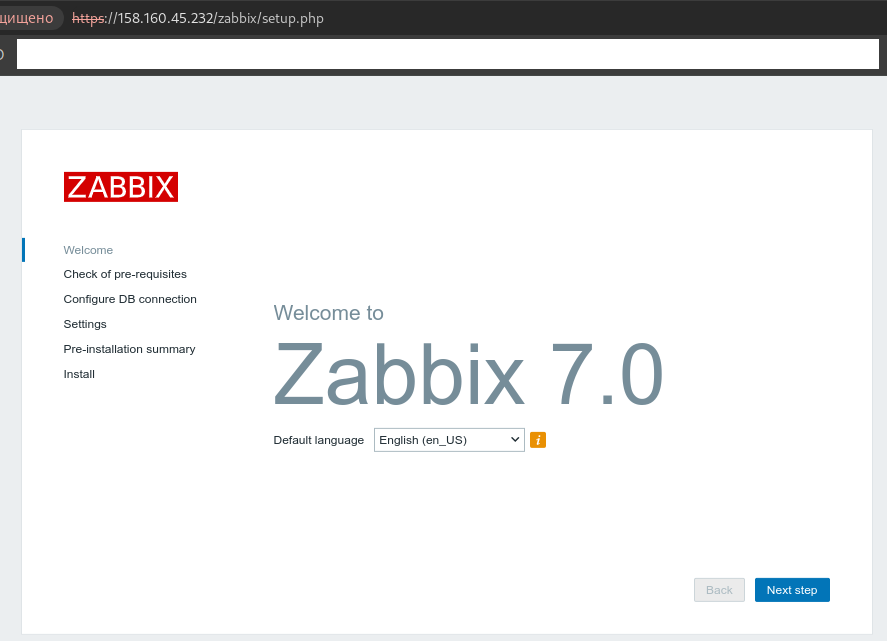 https://158.160.45.232/zabbix/setup.php
ZABBIX
Welcome
Check of pre-requisites
Configure DB connection
Settings
Pre-installation summary
Install
Welcome to
Zabbix 7.0
Default language English (en_US) i
Back Next step